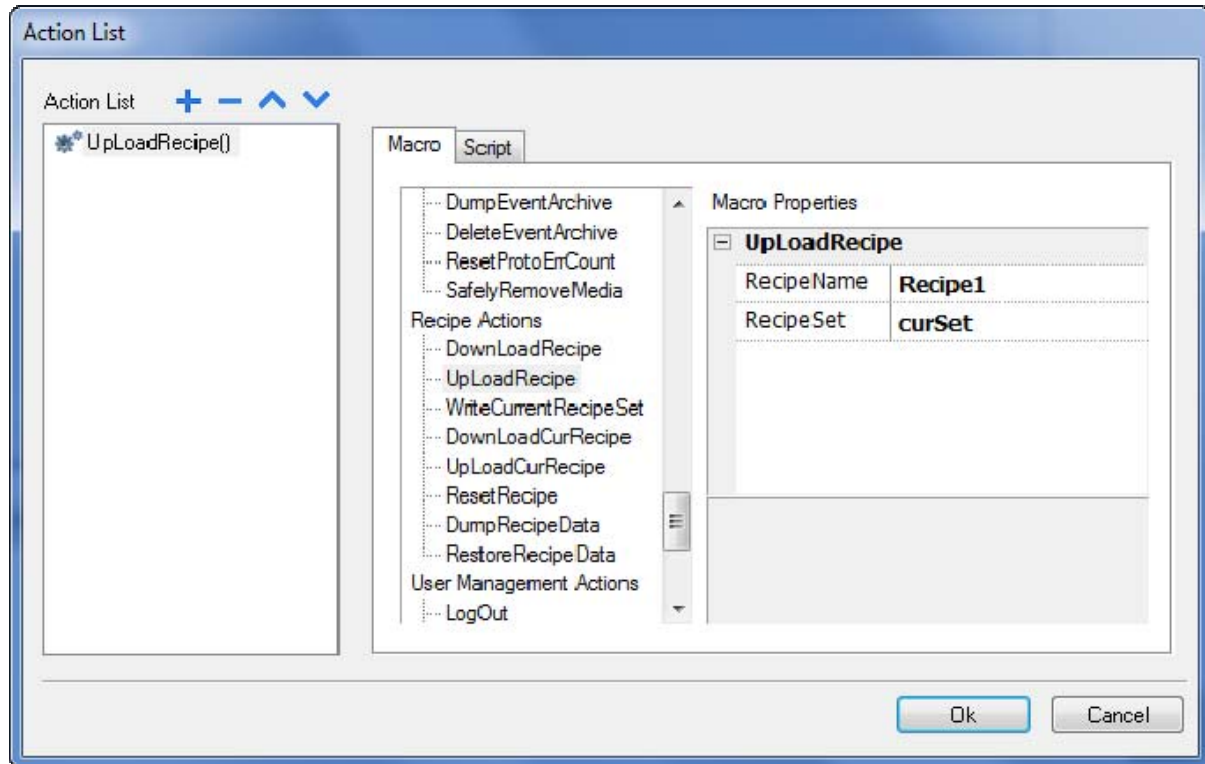 Action List
Action List
UpLoadRecipe()
Macro
Script
DumpEventArchive
DeleteEventArchive
ResetProtoErrCount
SafelyRemoveMedia
Recipe Actions
DownLoadRecipe
UpLoadRecipe
WriteCurrentRecipeSet
DownLoadCurRecipe
UpLoadCurRecipe
ResetRecipe
DumpRecipeData
RestoreRecipeData
User Management Actions
LogOut
Macro Properties
UpLoadRecipe
RecipeName Recipe1
RecipeSet curSet
Ok
Cancel